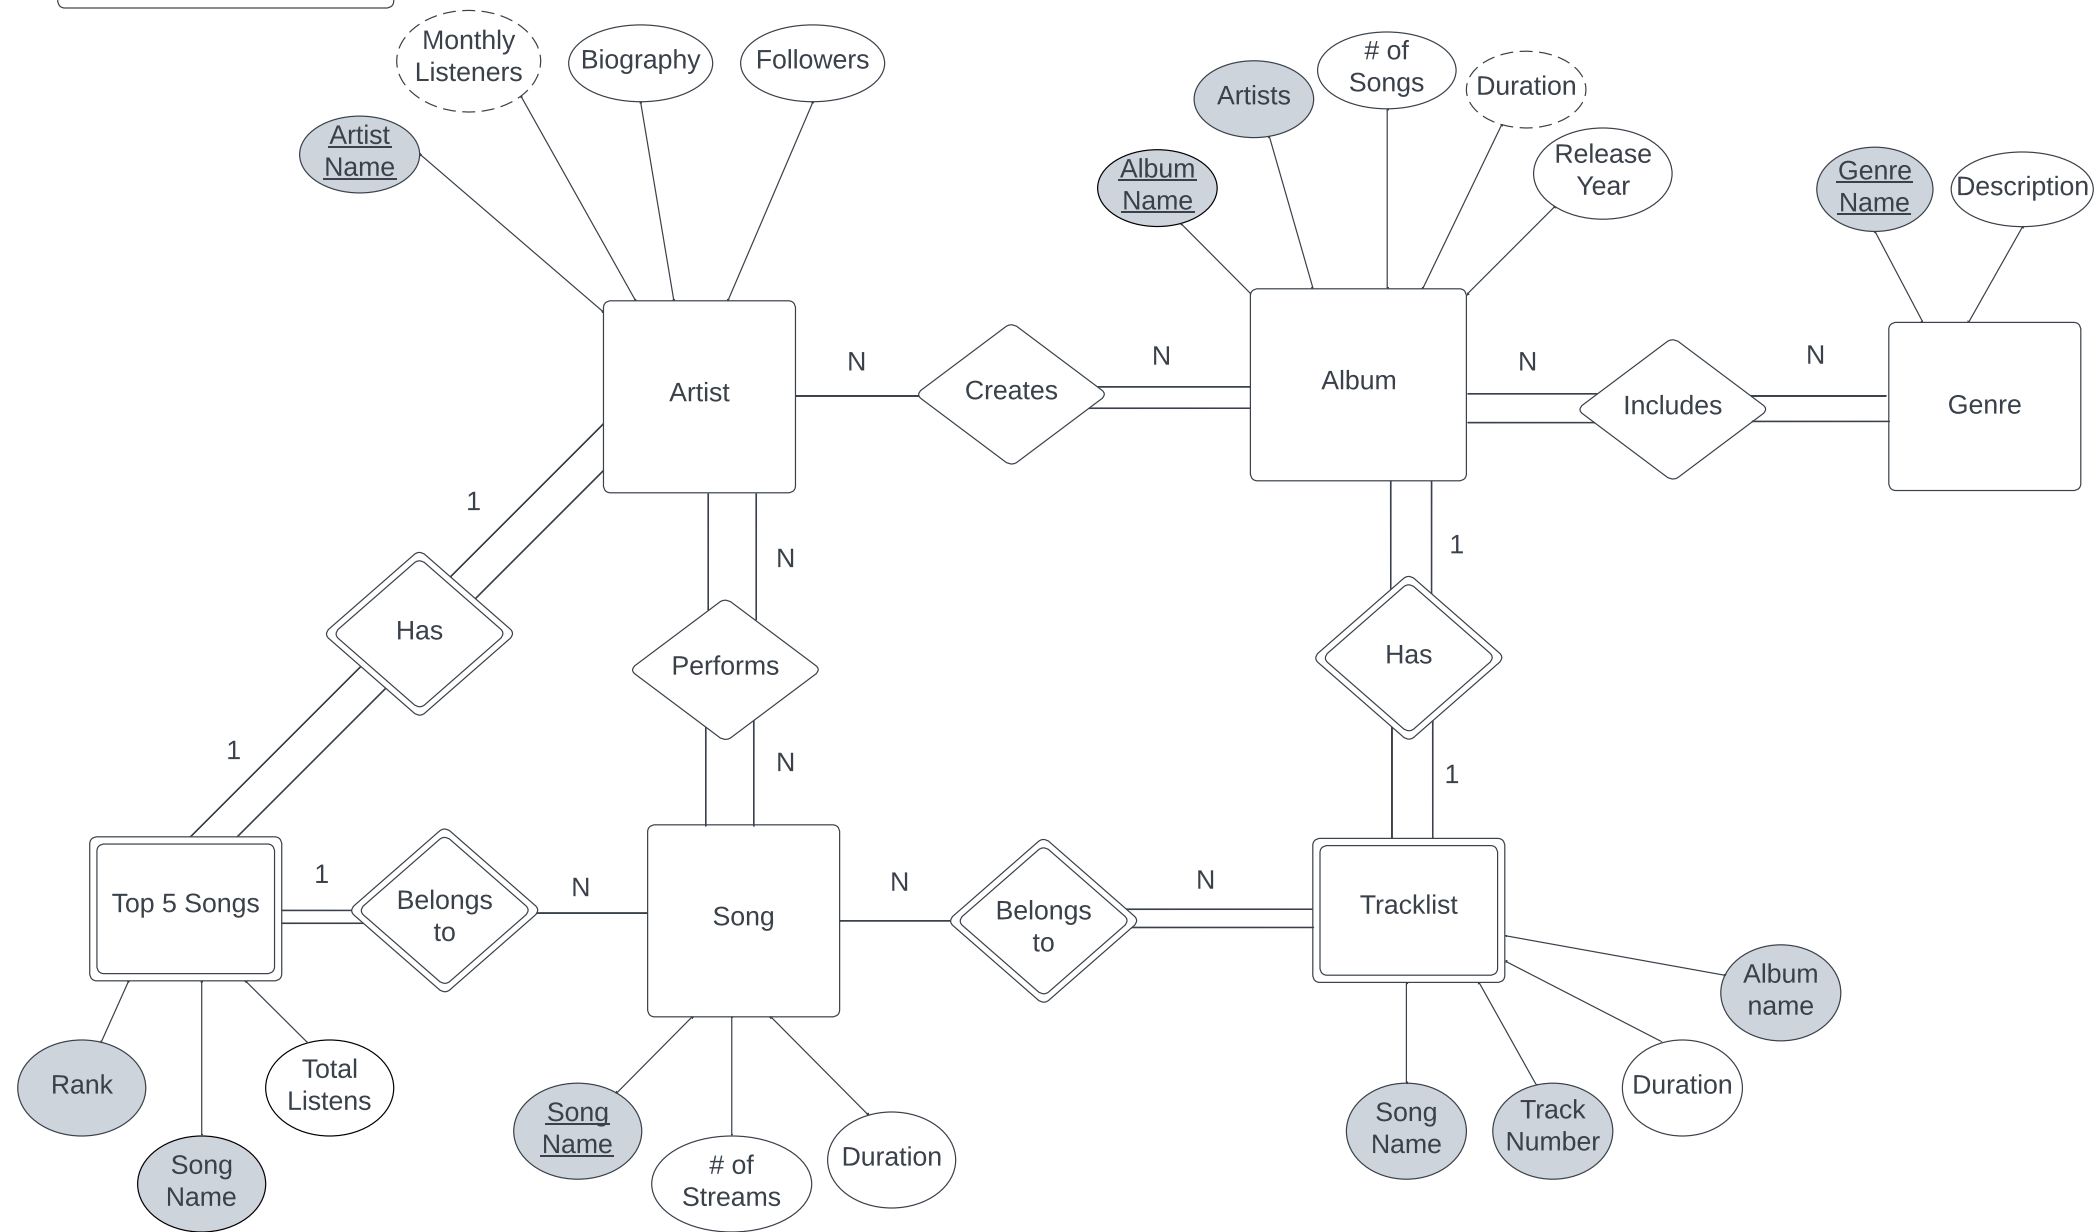 Monthly
Listeners
Biography
Followers
# of
Songs
Artists
Duration
Artist
Name
Album
Name
Release
Year
Genre
Name
Description
Artist
N
Creates
N
Album
N
Includes
N
Genre
1
N
1
Has
Performs
Has
1
N
1
Top 5 Songs
1
Belongs
to
N
Song
N
Belongs
to
N
Tracklist
Album
name
Rank
Total
Listens
Song
Name
Song
Name
# of
Streams
Duration
Song
Name
Track
Number
Duration